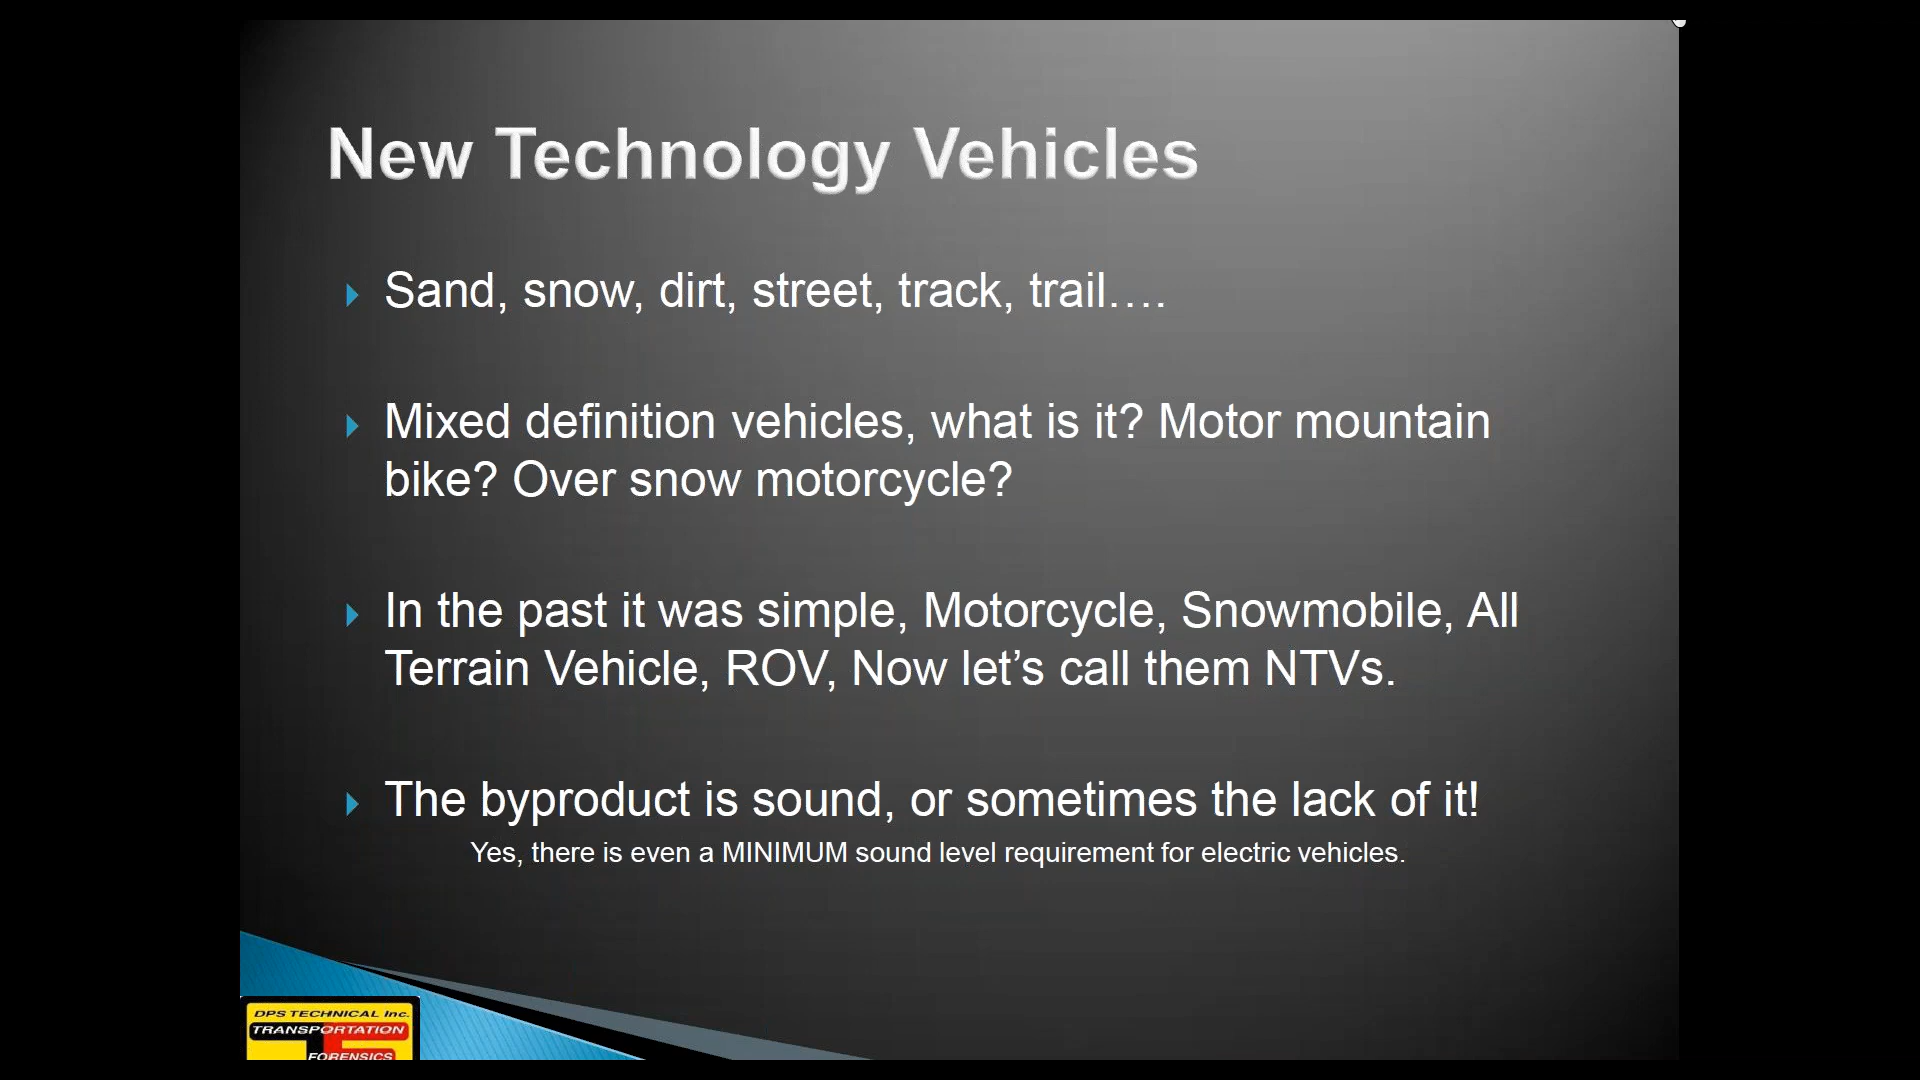 New Technology Vehicles
Sand, snow, dirt, street, track, trail….
Mixed definition vehicles, what is it? Motor mountain
bike? Over snow motorcycle?
In the past it was simple, Motorcycle, Snowmobile, All
Terrain Vehicle, ROV, Now let’s call them NTVs.
The byproduct is sound, or sometimes the lack of it!
Yes, there is even a MINIMUM sound level requirement for electric vehicles.
DPS TECHNICAL Inc.
TRANSPORTATION
FORENSICS